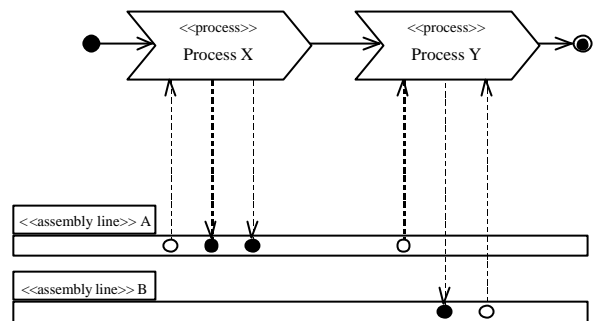 <<process>>
Process X
<<process>>
Process Y
<<assembly line>> A
<<assembly line>> B